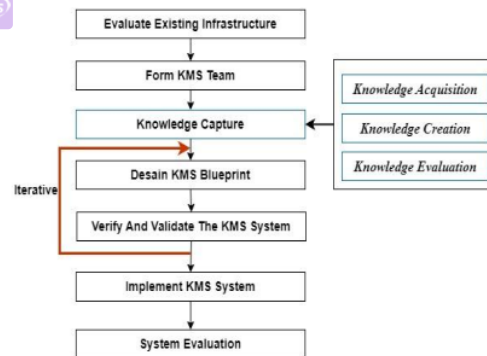 Evaluate Existing Infrastructure
Form KMS Team
Knowledge Capture
Knowledge Acquisition
Knowledge Creation
Knowledge Evaluation
Iterative
Desain KMS Blueprint
Verify And Validate The KMS System
Implement KMS System
System Evaluation